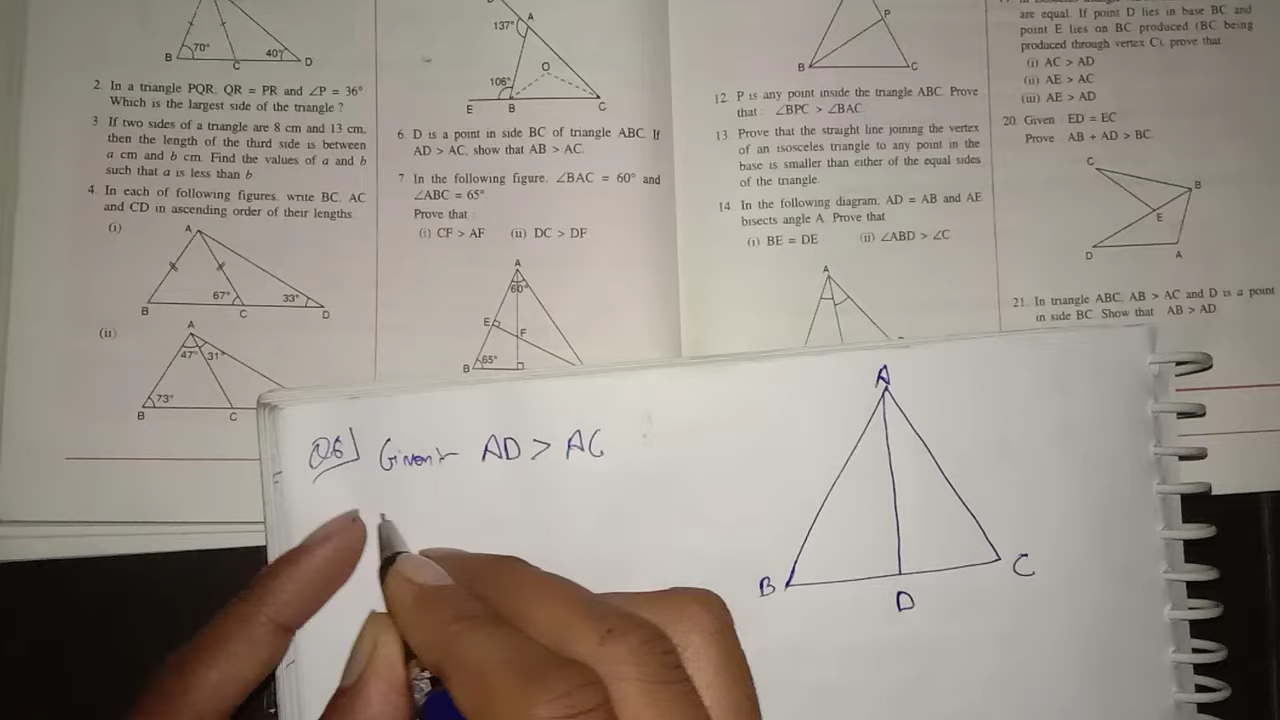 B
70°
C
40°
D
2. In a triangle PQR, QR = PR and ∠P = 36°
Which is the largest side of the triangle ?
3 If two sides of a triangle are 8 cm and 13 cm,
then the length of the third side is between
a cm and b cm. Find the values of a and b
such that a is less than b
4. In each of following figures, write BC, AC
and CD in ascending order of their lengths
(i)
A
67°
33°
B
C
D
(ii)
A
47°
31°
73°
B
C
137°
A
O
106°
E
B
C
6 D is a point in side BC of triangle ABC. If
AD > AC, show that AB > AC
7 In the following figure, ∠BAC = 60° and
∠ABC = 65°
Prove that
(i) CF > AF (ii) DC > DF
A
60°
E
F
65°
B
P
B
C
12. P is any point inside the triangle ABC. Prove
that ∠BPC > ∠BAC
13. Prove that the straight line joining the vertex
of an isosceles triangle to any point in the
base is smaller than either of the equal sides
of the triangle
14 In the following diagram, AD = AB and AE
bisects angle A. Prove that
(i) BE = DE (ii) ∠ABD > ∠C
A
are equal. If point D lies in base BC and
point E lies on BC produced (BC being
produced through vertex C), prove that
(i) AC > AD
(ii) AE > AC
(iii) AE > AD
20. Given ED = EC
Prove AB + AD > BC
C
B
E
D
A
21. In triangle ABC, AB > AC and D is a point
in side BC. Show that AB > AD
Q6] Given:- AD > AC
A
B
D
C